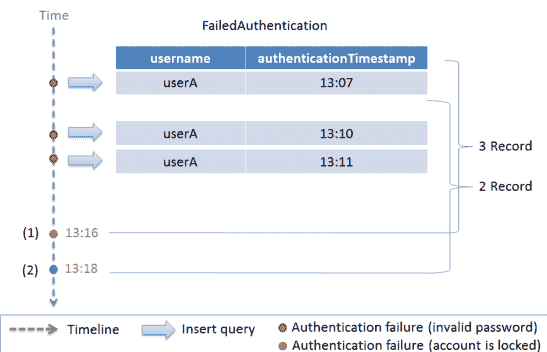 Time
FailedAuthentication
username authenticationTimestamp
userA 13:07
userA 13:10
userA 13:11
3 Record
2 Record
(1) 13:16
(2) 13:18
Timeline Insert query Authentication failure (invalid password)
Authentication failure (account is locked)